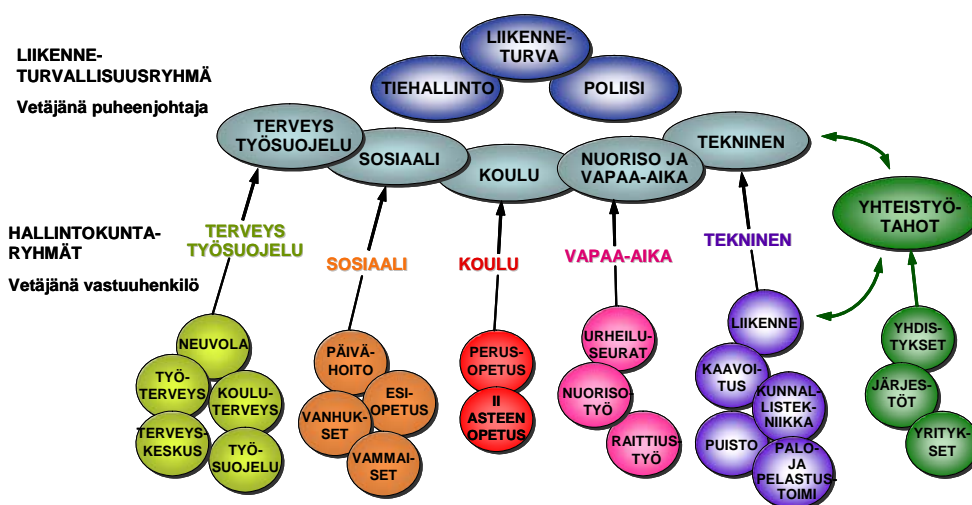 LIIKENNE-
TURVALLISUUSRYHMÄ
Vetäjänä puheenjohtaja
LIIKENNE-
TURVA
TIEHALLINTO
POLIISI
TERVEYS
TYÖSUOJELU
SOSIAALI
KOULU
NUORISO JA
VAPAA-AIKA
TEKNINEN
YHTEISTYÖ-
TAHOT
HALLINTOKUNTA-
RYHMÄT
Vetäjänä vastuuhenkilö
TERVEYS
TYÖSUOJELU
SOSIAALI
KOULU
VAPAA-AIKA
TEKNINEN
NEUVOLA
TYÖ-
TERVEYS
KOULU-
TERVEYS
TERVEYS-
KESKUS
TYÖ-
SUOJELU
PÄIVÄ-
HOITO
ESI-
OPETUS
VANHUK-
SET
VAMMAI-
SET
PERUS-
OPETUS
II
ASTEEN
OPETUS
URHEILU-
SEURAT
NUORISO-
TYÖ
RAITTIUS-
TYÖ
LIIKENNE
KAAVOI-
TUS
KUNNAL-
LISTEK-
NIIKKA
PUISTO
PALO-
JA
PELASTUS-
TOIMI
YHDIS-
TYKSET
JÄRJES-
TÖT
YRITYK-
SET